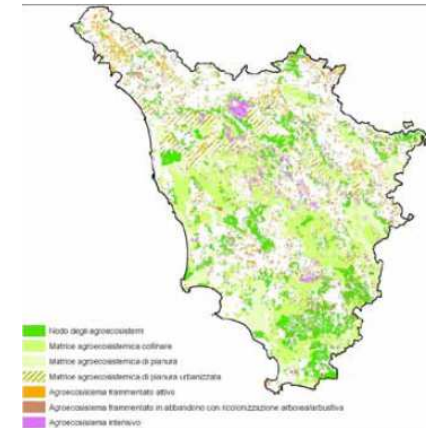 Nodo degli agroecosistemi
Matrice agroecosistemica collinare
Matrice agroecosistemica di pianura
Matrice agroecosistemica di pianura urbanizzata
Agroecosistema frammentato attivo
Agroecosistema frammentato in abbandono con ricolonizzazione arborea/arbustiva
Agroecosistema intensivo